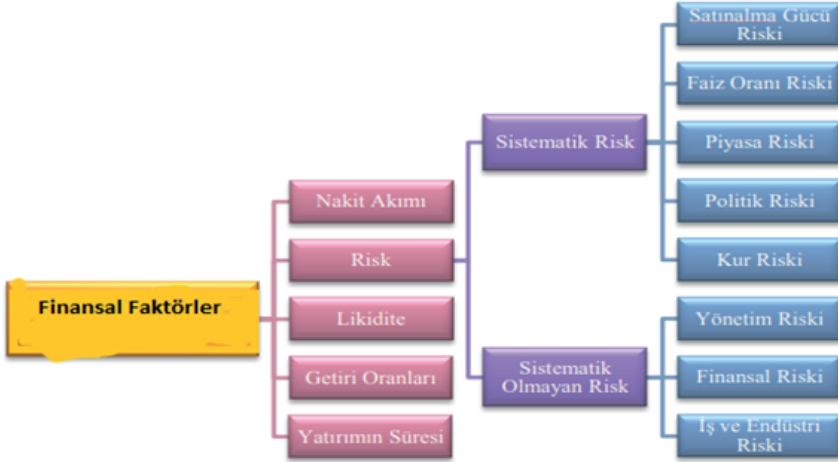 Finansal Faktörler
Nakit Akımı
Risk
Likidite
Getiri Oranları
Yatırımın Süresi
Sistematik Risk
Sistematik
Olmayan Risk
Satınalma Gücü
Riski
Faiz Oranı Riski
Piyasa Riski
Politik Riski
Kur Riski
Yönetim Riski
Finansal Riski
İş ve Endüstri
Riski